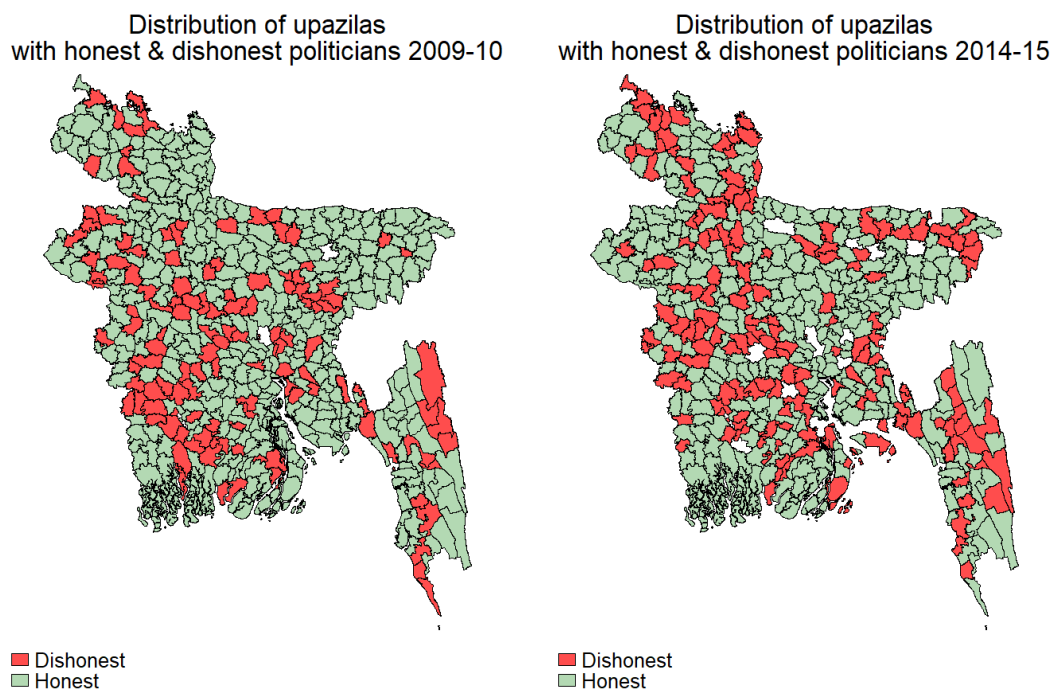 Distribution of upazilas
with honest & dishonest politicians 2009-10
Dishonest
Honest
Distribution of upazilas
with honest & dishonest politicians 2014-15
Dishonest
Honest